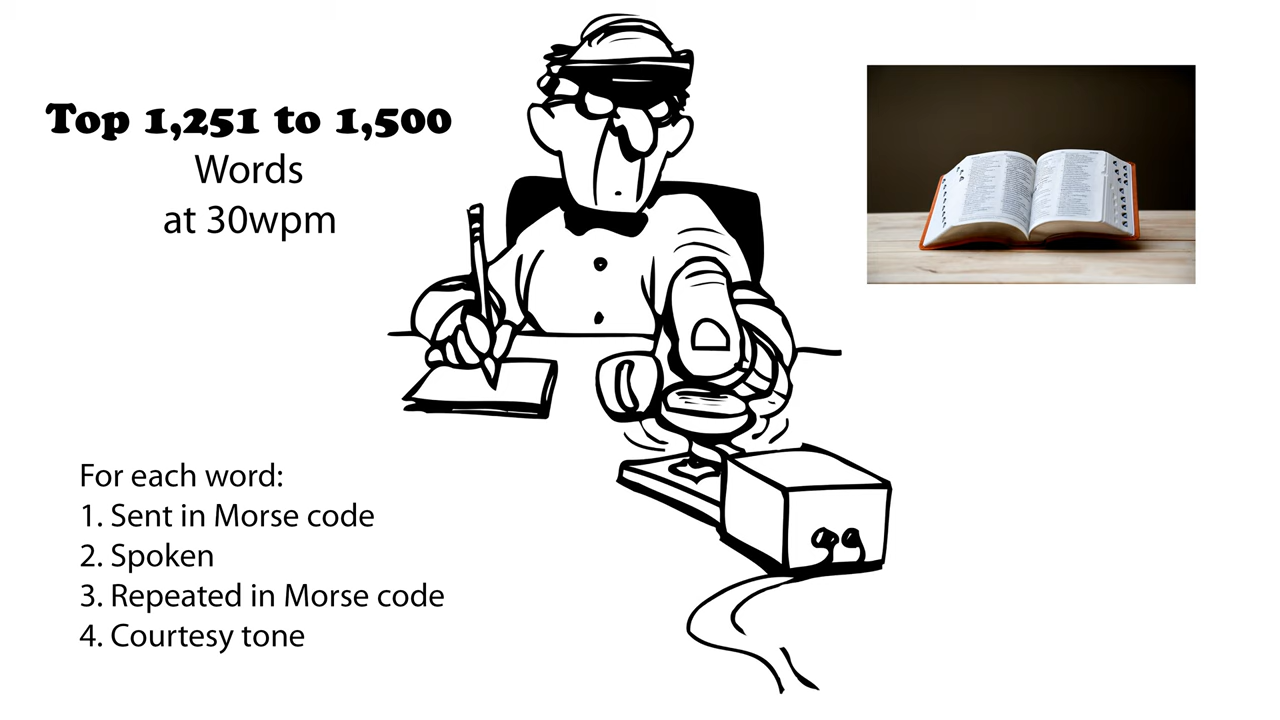 Top 1,251 to 1,500
Words
at 30wpm
For each word:
1. Sent in Morse code
2. Spoken
3. Repeated in Morse code
4. Courtesy tone